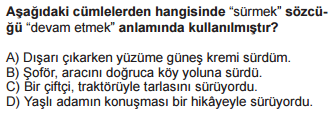 Aşağıdaki cümlelerden hangisinde “sürmek” sözcü-
ğü “devam etmek” anlamında kullanılmıştır?
A) Dışarı çıkarken yüzüme güneş kremi sürdüm.
B) Şoför, aracını doğruca köy yoluna sürdü.
C) Bir çiftçi, traktörüyle tarlasını sürüyordu.
D) Yaşlı adamın konuşması bir hikâyeyle sürüyordu.